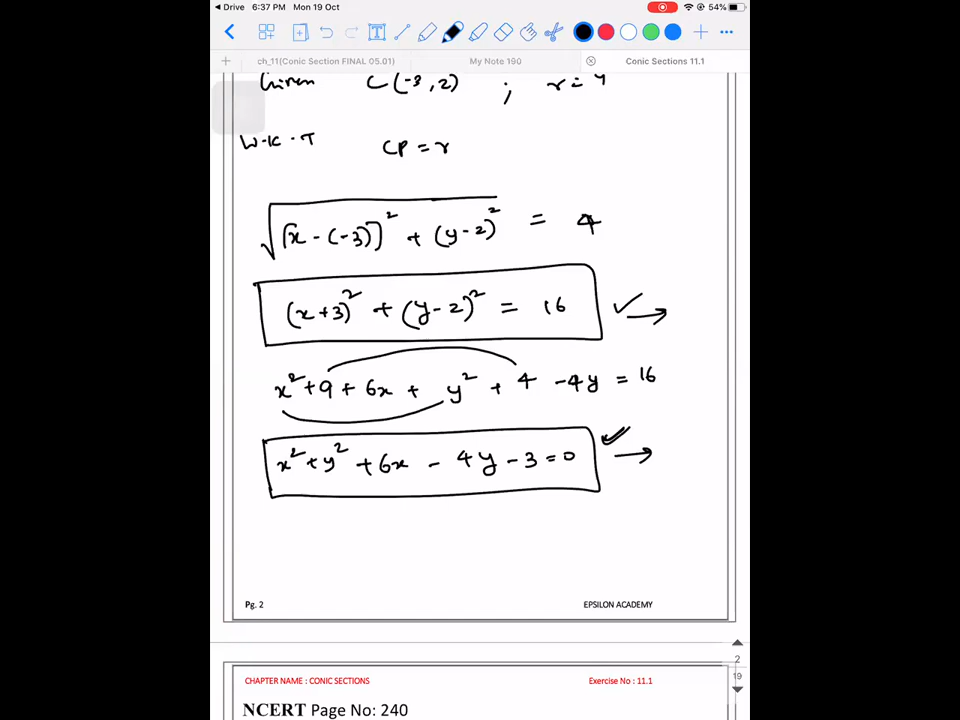 Drive 6:37 PM Mon 19 Oct 54%
ch_11(Conic Section FINAL 05.01) My Note 190 Conic Sections 11.1
Given C(-3, 2) ; r = 4
W.K.T CP = r
√([x - (-3)]² + (y-2)²) = 4
(x+3)² + (y-2)² = 16
x² + 9 + 6x + y² + 4 - 4y = 16
x² + y² + 6x - 4y - 3 = 0
Pg. 2 EPSILON ACADEMY
2
19
CHAPTER NAME : CONIC SECTIONS Exercise No : 11.1
NCERT Page No: 240